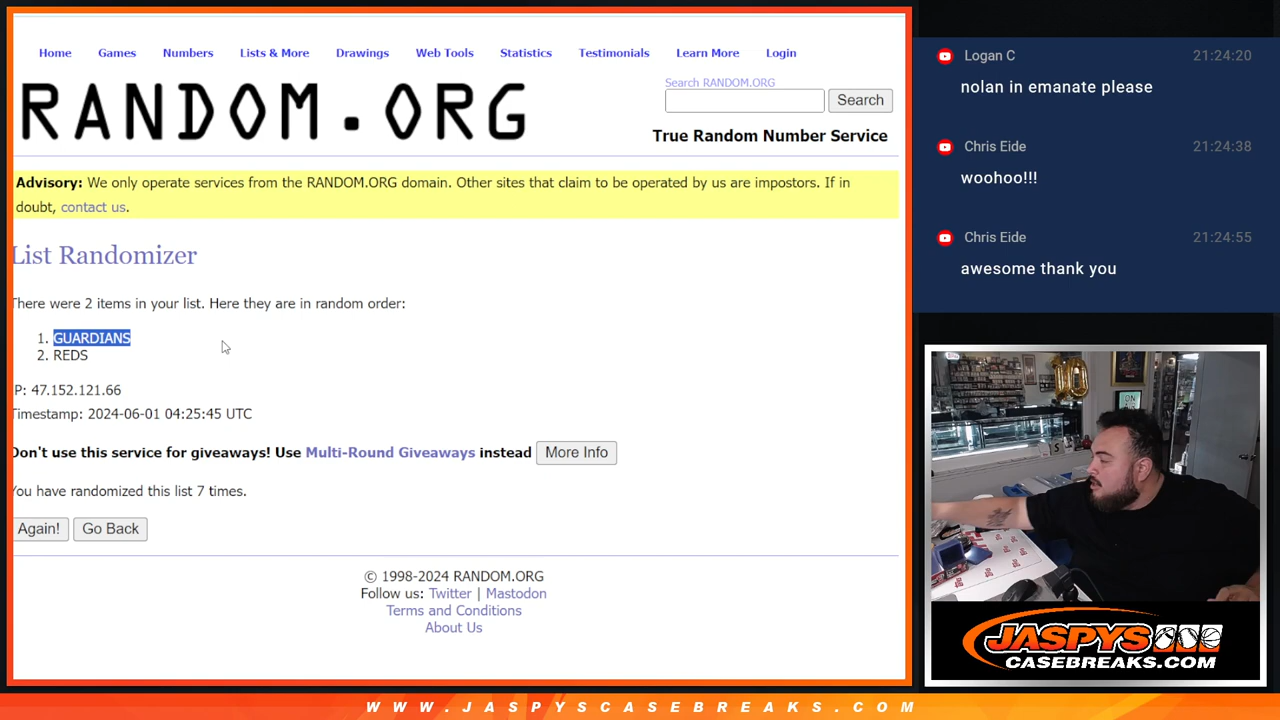 Home Games Numbers Lists & More Drawings Web Tools Statistics Testimonials Learn More Login
RANDOM.ORG
Search RANDOM.ORG
Search
True Random Number Service
Advisory: We only operate services from the RANDOM.ORG domain. Other sites that claim to be operated by us are impostors. If in
doubt, contact us.
List Randomizer
There were 2 items in your list. Here they are in random order:
1. GUARDIANS
2. REDS
IP: 47.152.121.66
Timestamp: 2024-06-01 04:25:45 UTC
Don't use this service for giveaways! Use Multi-Round Giveaways instead More Info
You have randomized this list 7 times.
Again! Go Back
© 1998-2024 RANDOM.ORG
Follow us: Twitter | Mastodon
Terms and Conditions
About Us
Logan C 21:24:20
nolan in emanate please
Chris Eide 21:24:38
woohoo!!!
Chris Eide 21:24:55
awesome thank you
10
ON
JASPYS
CASEBREAKS.COM
WWW.JASPYSCASEBREAKS.COM